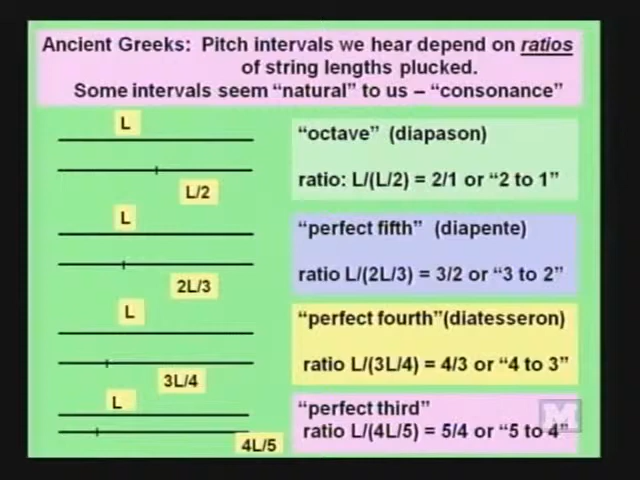 Ancient Greeks: Pitch intervals we hear depend on ratios
of string lengths plucked.
Some intervals seem “natural” to us – “consonance”
L
L/2
“octave” (diapason)
ratio: L/(L/2) = 2/1 or “2 to 1”
L
2L/3
“perfect fifth” (diapente)
ratio L/(2L/3) = 3/2 or “3 to 2”
L
3L/4
“perfect fourth”(diatesseron)
ratio L/(3L/4) = 4/3 or “4 to 3”
L
4L/5
“perfect third”
ratio L/(4L/5) = 5/4 or “5 to 4”
M